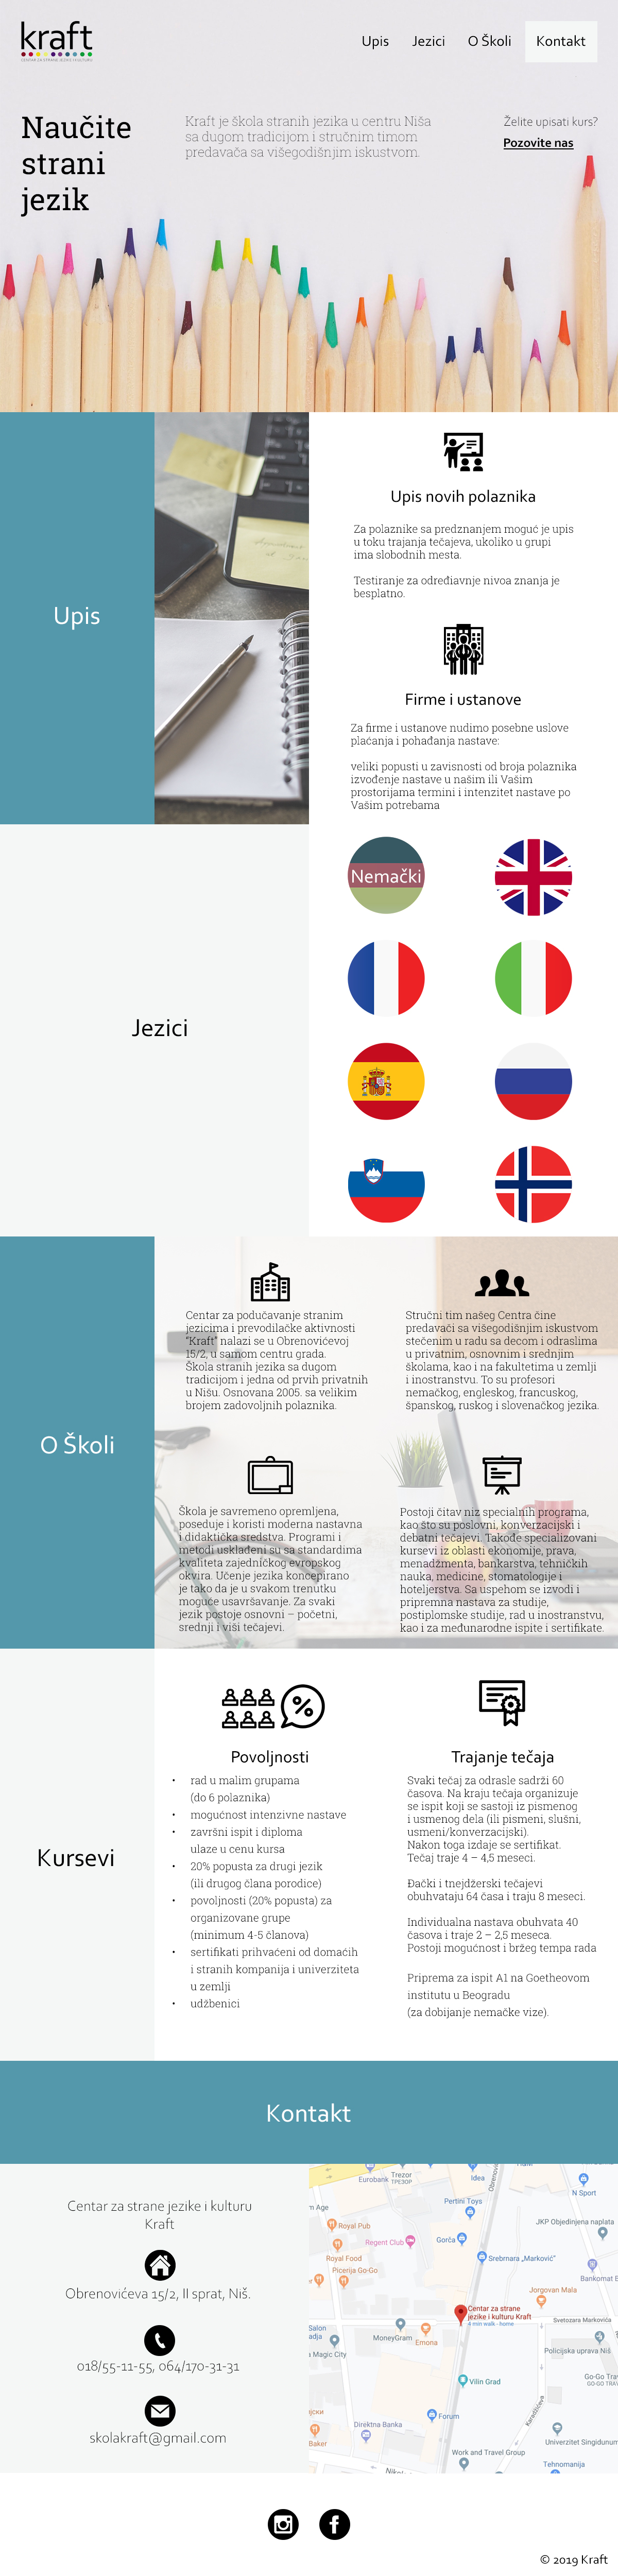 kraft
CENTAR ZA STRANE JEZIKE I KULTURU
Upis
Jezici
O Školi
Kontakt
Naučite
strani
jezik
Kraft je škola stranih jezika u centru Niša
sa dugom tradicijom i stručnim timom
predavača sa višegodišnjim iskustvom.
Želite upisati kurs?
Pozovite nas
Upis
Upis novih polaznika
Za polaznike sa predznanjem moguć je upis
u toku trajanja tečajeva, ukoliko u grupi
ima slobodnih mesta.
Testiranje za određiavnje nivoa znanja je
besplatno.
Firme i ustanove
Za firme i ustanove nudimo posebne uslove
plaćanja i pohađanja nastave:
veliki popusti u zavisnosti od broja polaznika
izvođenje nastave u našim ili Vašim
prostorijama termini i intenzitet nastave po
Vašim potrebama
Jezici
Nemački
O Školi
Centar za podučavanje stranim
jezicima i prevodilačke aktivnosti
"Kraft" nalazi se u Obrenovićevoj
15/2, u samom centru grada.
Škola stranih jezika sa dugom
tradicijom i jedna od prvih privatnih
u Nišu. Osnovana 2005. sa velikim
brojem zadovoljnih polaznika.
Stručni tim našeg Centra čine
predavači sa višegodišnjim iskustvom
stečenim u radu sa decom i odraslima
u privatnim, osnovnim i srednjim
školama, kao i na fakultetima u zemlji
i inostranstvu. To su profesori
nemačkog, engleskog, francuskog,
španskog, ruskog i slovenačkog jezika.
Škola je savremeno opremljena,
poseduje i koristi moderna nastavna
i didaktička sredstva. Programi i
metodi usklađeni su sa standardima
kvaliteta zajedničkog evropskog
okvira. Učenje jezika koncepirano
je tako da je u svakom trenitku
moguće usavršavanje. Za svaki
jezik postoje osnovni – početni,
srednji i viši tečajevi.
Postoji čitav niz specialnih programa,
kao što su poslovni, konverzacijski i
debatni tečajev. Takođe specializovani
kursevi iz oblasti ekonomije, prava,
menadžmenta, bankarstva, tehničkih
nauka, medicine, stomatologije i
hoteljerstva. Sa uspehom se izvodi i
pripremna nastava za studije,
postiplomske studije, rad u inostranstvu,
kao i za međunarodne ispite i sertifikate.
Kursevi
Povoljnosti
• rad u malim grupama
(do 6 polaznika)
• mogućnost intenzivne nastave
• završni ispit i diploma
ulaze u cenu kursa
• 20% popusta za drugi jezik
(ili drugog člana porodice)
• povoljnosti (20% popusta) za
organizovane grupe
(minimum 4-5 članova)
• sertifikati prihvaćeni od domaćih
i stranih kompanija i univerziteta
u zemlji
• udžbenici
Trajanje tečaja
Svaki tečaj za odrasle sadrži 60
časova. Na kraju tečaja organizuje
se ispit koji se sastoji iz pismenog
i usmenog dela (ili pismeni, slušni,
usmeni/konverzacijski).
Nakon toga izdaje se sertifikat.
Tečaj traje 4 – 4,5 meseci.
Đački i tnejdžerski tečajevi
obuhvataju 64 časa i traju 8 meseci.
Individualna nastava obuhvata 40
časova i traje 2 – 2,5 meseca.
Postoji mogućnost i bržeg tempa rada
Priprema za ispit A1 na Goetheovom
institutu u Beogradu
(za dobijanje nemačke vize).
Kontakt
Centar za strane jezike i kulturu
Kraft
Obrenovićeva 15/2, II sprat, Niš.
018/55-11-55, 064/170-31-31
skolakraft@gmail.com
Eurobank
Trezor
ТРЕЗОР
Idea
N Sport
m Age
Pertini Toys
Royal Pub
Regent Club
Gorča
JKP Objedinjena naplata
Royal Food
Srebrnara „Marković“
Picerija Go-Go
Bankomat E
Jorgovan Mala
Centar za strane
jezike i kulturu Kraft
4 min walk - home
Svetozara Markovića
Salon
adja
MoneyGram
Emona
Policijska uprava Niš
a Magic City
Go-Go TRAV
GO-GO TRAV
Vilin Grad
Karadžićeva
Forum
Direktna Banka
Baker
Univerzitet Singidunum
Work and Travel Group
Tehnomanija
© 2019 Kraft